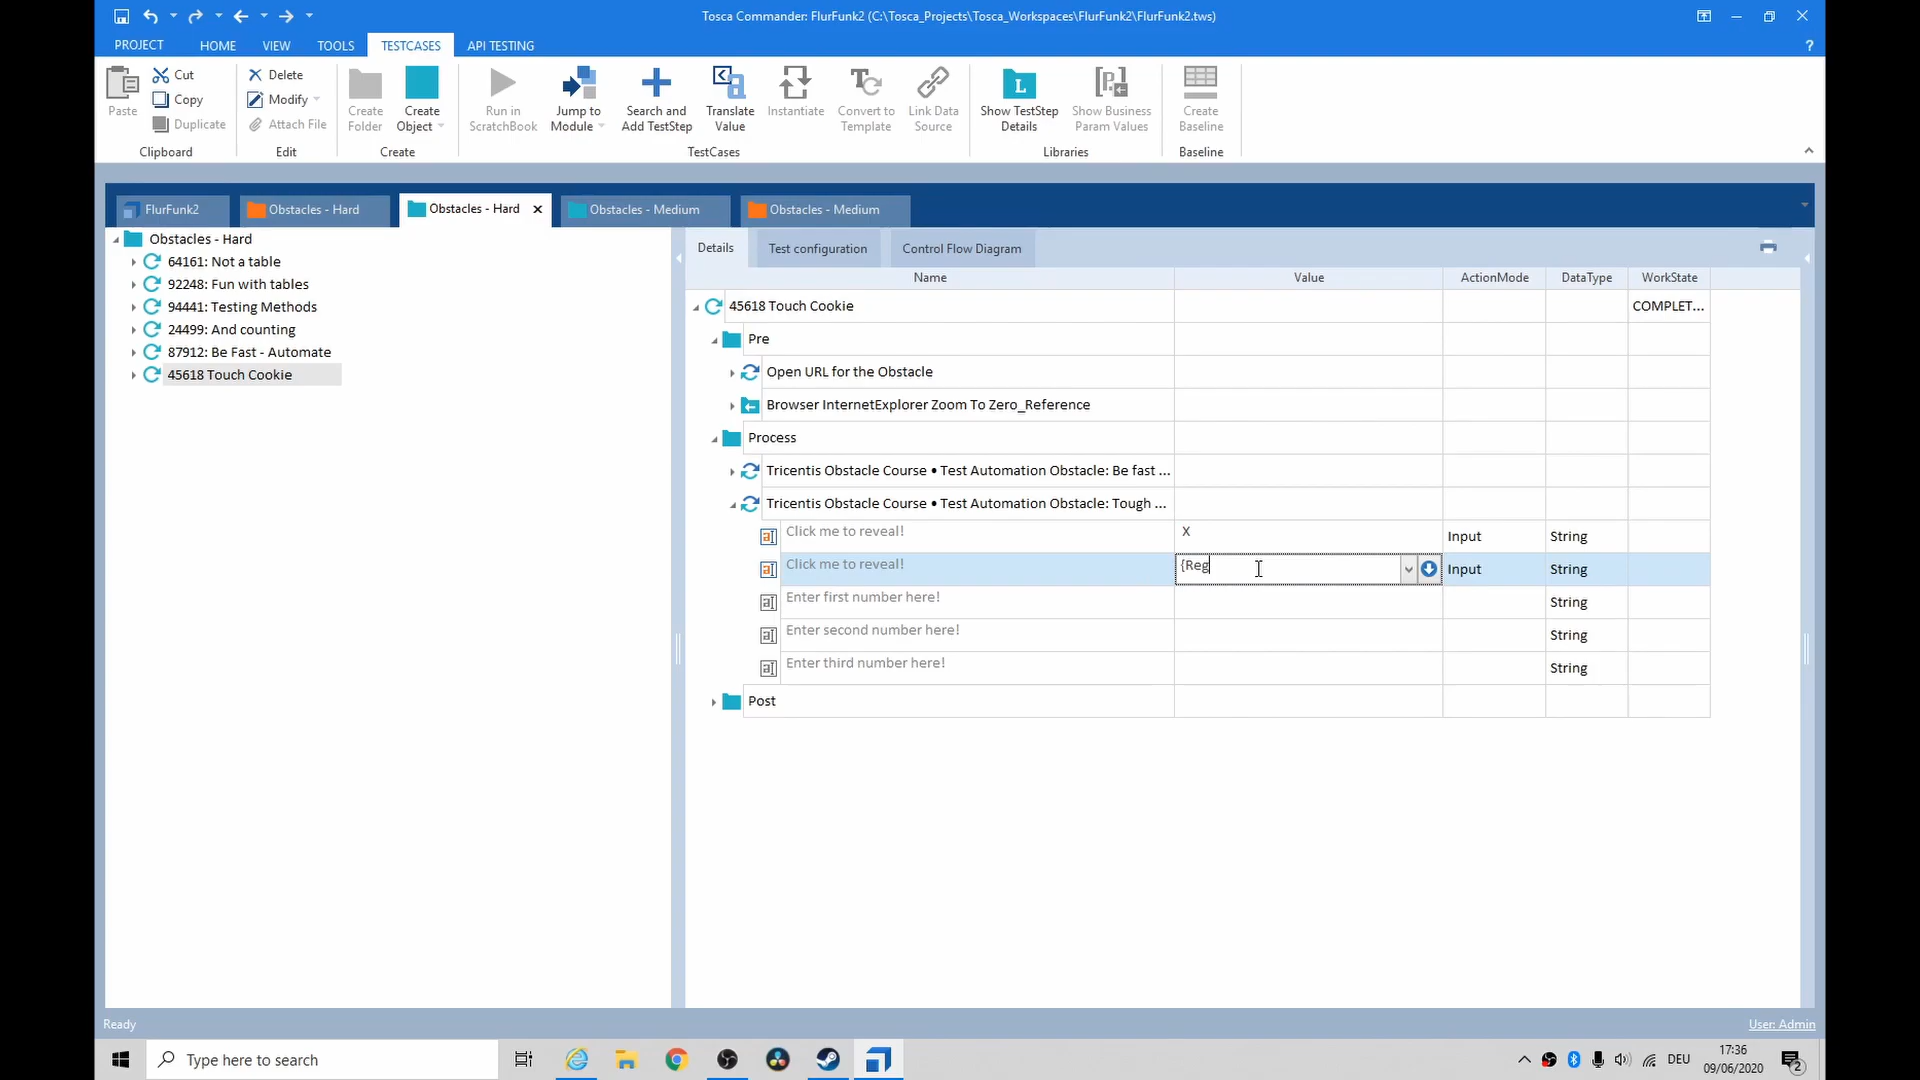 Tosca Commander: FlurFunk2 (C:\Tosca_Projects\Tosca_Workspaces\FlurFunk2\FlurFunk2.tws)
PROJECT HOME VIEW TOOLS TESTCASES API TESTING
Paste Cut Copy Duplicate
Clipboard
Delete Modify Attach File
Edit
Create Folder Create Object
Create
Run in ScratchBook Jump to Module Search and Add TestStep Translate Value Instantiate Convert to Template Link Data Source
TestCases
Show TestStep Details Show Business Param Values
Libraries
Create Baseline
Baseline
FlurFunk2 Obstacles - Hard Obstacles - Hard Obstacles - Medium Obstacles - Medium
Obstacles - Hard
64161: Not a table
92248: Fun with tables
94441: Testing Methods
24499: And counting
87912: Be Fast - Automate
45618 Touch Cookie
Details Test configuration Control Flow Diagram
Name Value ActionMode DataType WorkState
45618 Touch Cookie COMPLET...
Pre
Open URL for the Obstacle
Browser InternetExplorer Zoom To Zero_Reference
Process
Tricentis Obstacle Course • Test Automation Obstacle: Be fast ...
Tricentis Obstacle Course • Test Automation Obstacle: Tough ...
Click me to reveal! X Input String
Click me to reveal! {Reg Input String
Enter first number here! String
Enter second number here! String
Enter third number here! String
Post
Ready User: Admin
Type here to search DEU 17:36
09/06/2020 2